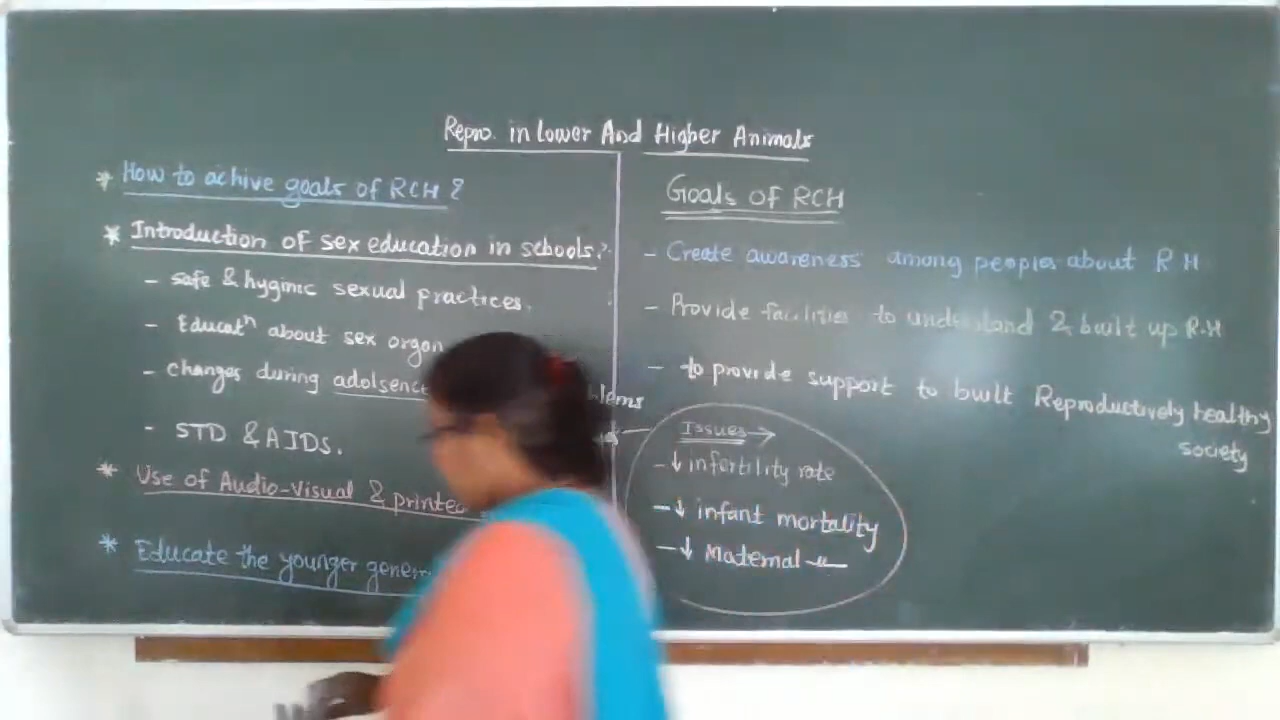 Repro. in Lower And Higher Animals
* How to achive goals of RCH ?
* Introduction of sex education in schools:
- safe & hyginic sexual practices.
- Educatⁿ about sex organ
- changes during adolsence
- STD & AIDS.
* Use of Audio-Visual & printed
* Educate the younger
Goals OF RCH
- Create awareness among peoples about R H
- Provide facilities to understand & built up R.H
- to provide support to built Reproductively healthy
society
Issues →
- ↓ infertility rate
- ↓ infant mortality
- ↓ Maternal -〃-